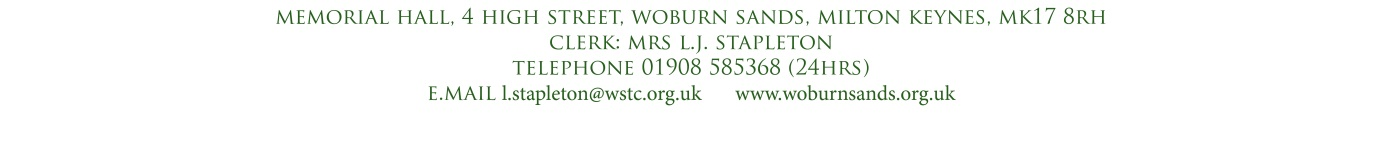 MEMORIAL HALL, 4 HIGH STREET, WOBURN SANDS, MILTON KEYNES, MK17 8RH
CLERK: MRS L.J. STAPLETON
TELEPHONE 01908 585368 (24HRS)
E.MAIL l.stapleton@wstc.org.uk www.woburnsands.org.uk